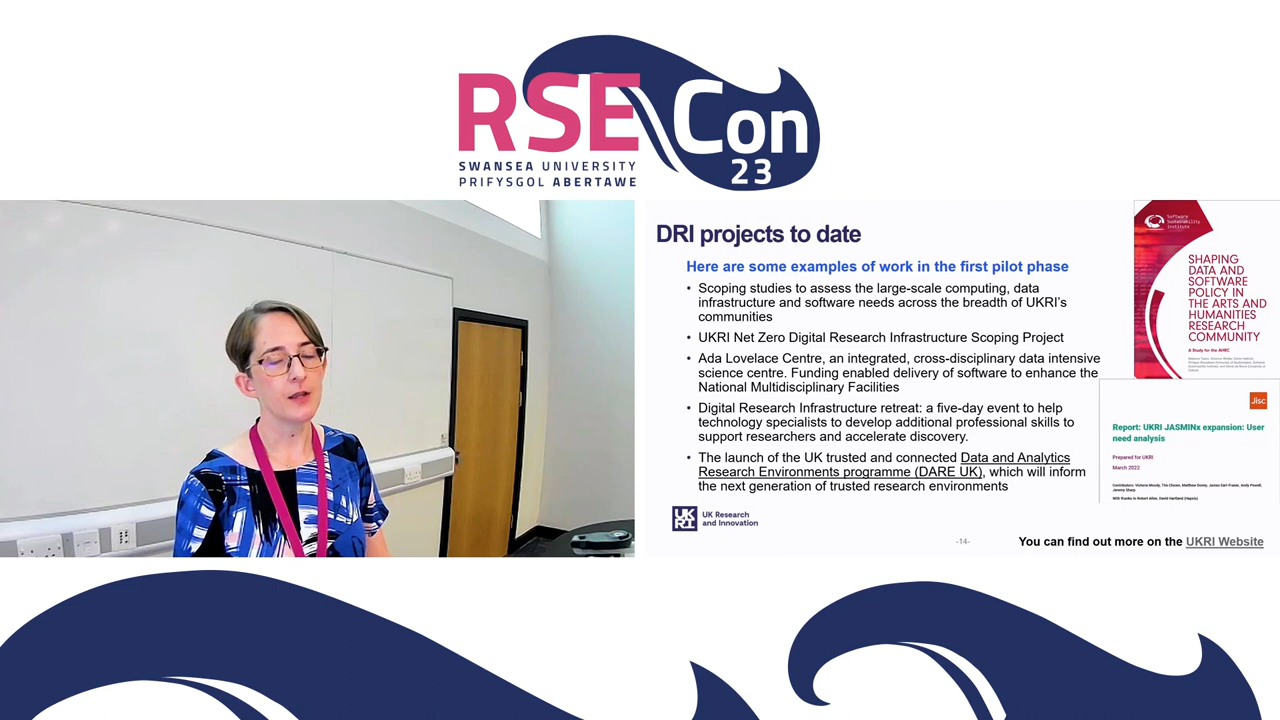 RSE Con
23
SWANSEA UNIVERSITY
PRIFYSGOL ABERTAWE
DRI projects to date
Here are some examples of work in the first pilot phase
• Scoping studies to assess the large-scale computing, data
infrastructure and software needs across the breadth of UKRI's
communities
• UKRI Net Zero Digital Research Infrastructure Scoping Project
• Ada Lovelace Centre, an integrated, cross-disciplinary data intensive
science centre. Funding enabled delivery of software to enhance the
National Multidisciplinary Facilities
• Digital Research Infrastructure retreat: a five-day event to help
technology specialists to develop additional professional skills to
support researchers and accelerate discovery.
• The launch of the UK trusted and connected Data and Analytics
Research Environments programme (DARE UK), which will inform
the next generation of trusted research environments
UKRI
UK Research
and Innovation
-14-
You can find out more on the UKRI Website
Software
Sustainability
Institute
SHAPING
DATA AND
SOFTWARE
POLICY IN
THE ARTS AND
HUMANITIES
RESEARCH
COMMUNITY
A Study for the AHRC
Jisc
Report: UKRI JASMINx expansion: User
need analysis
Prepared for UKRI
March 2022